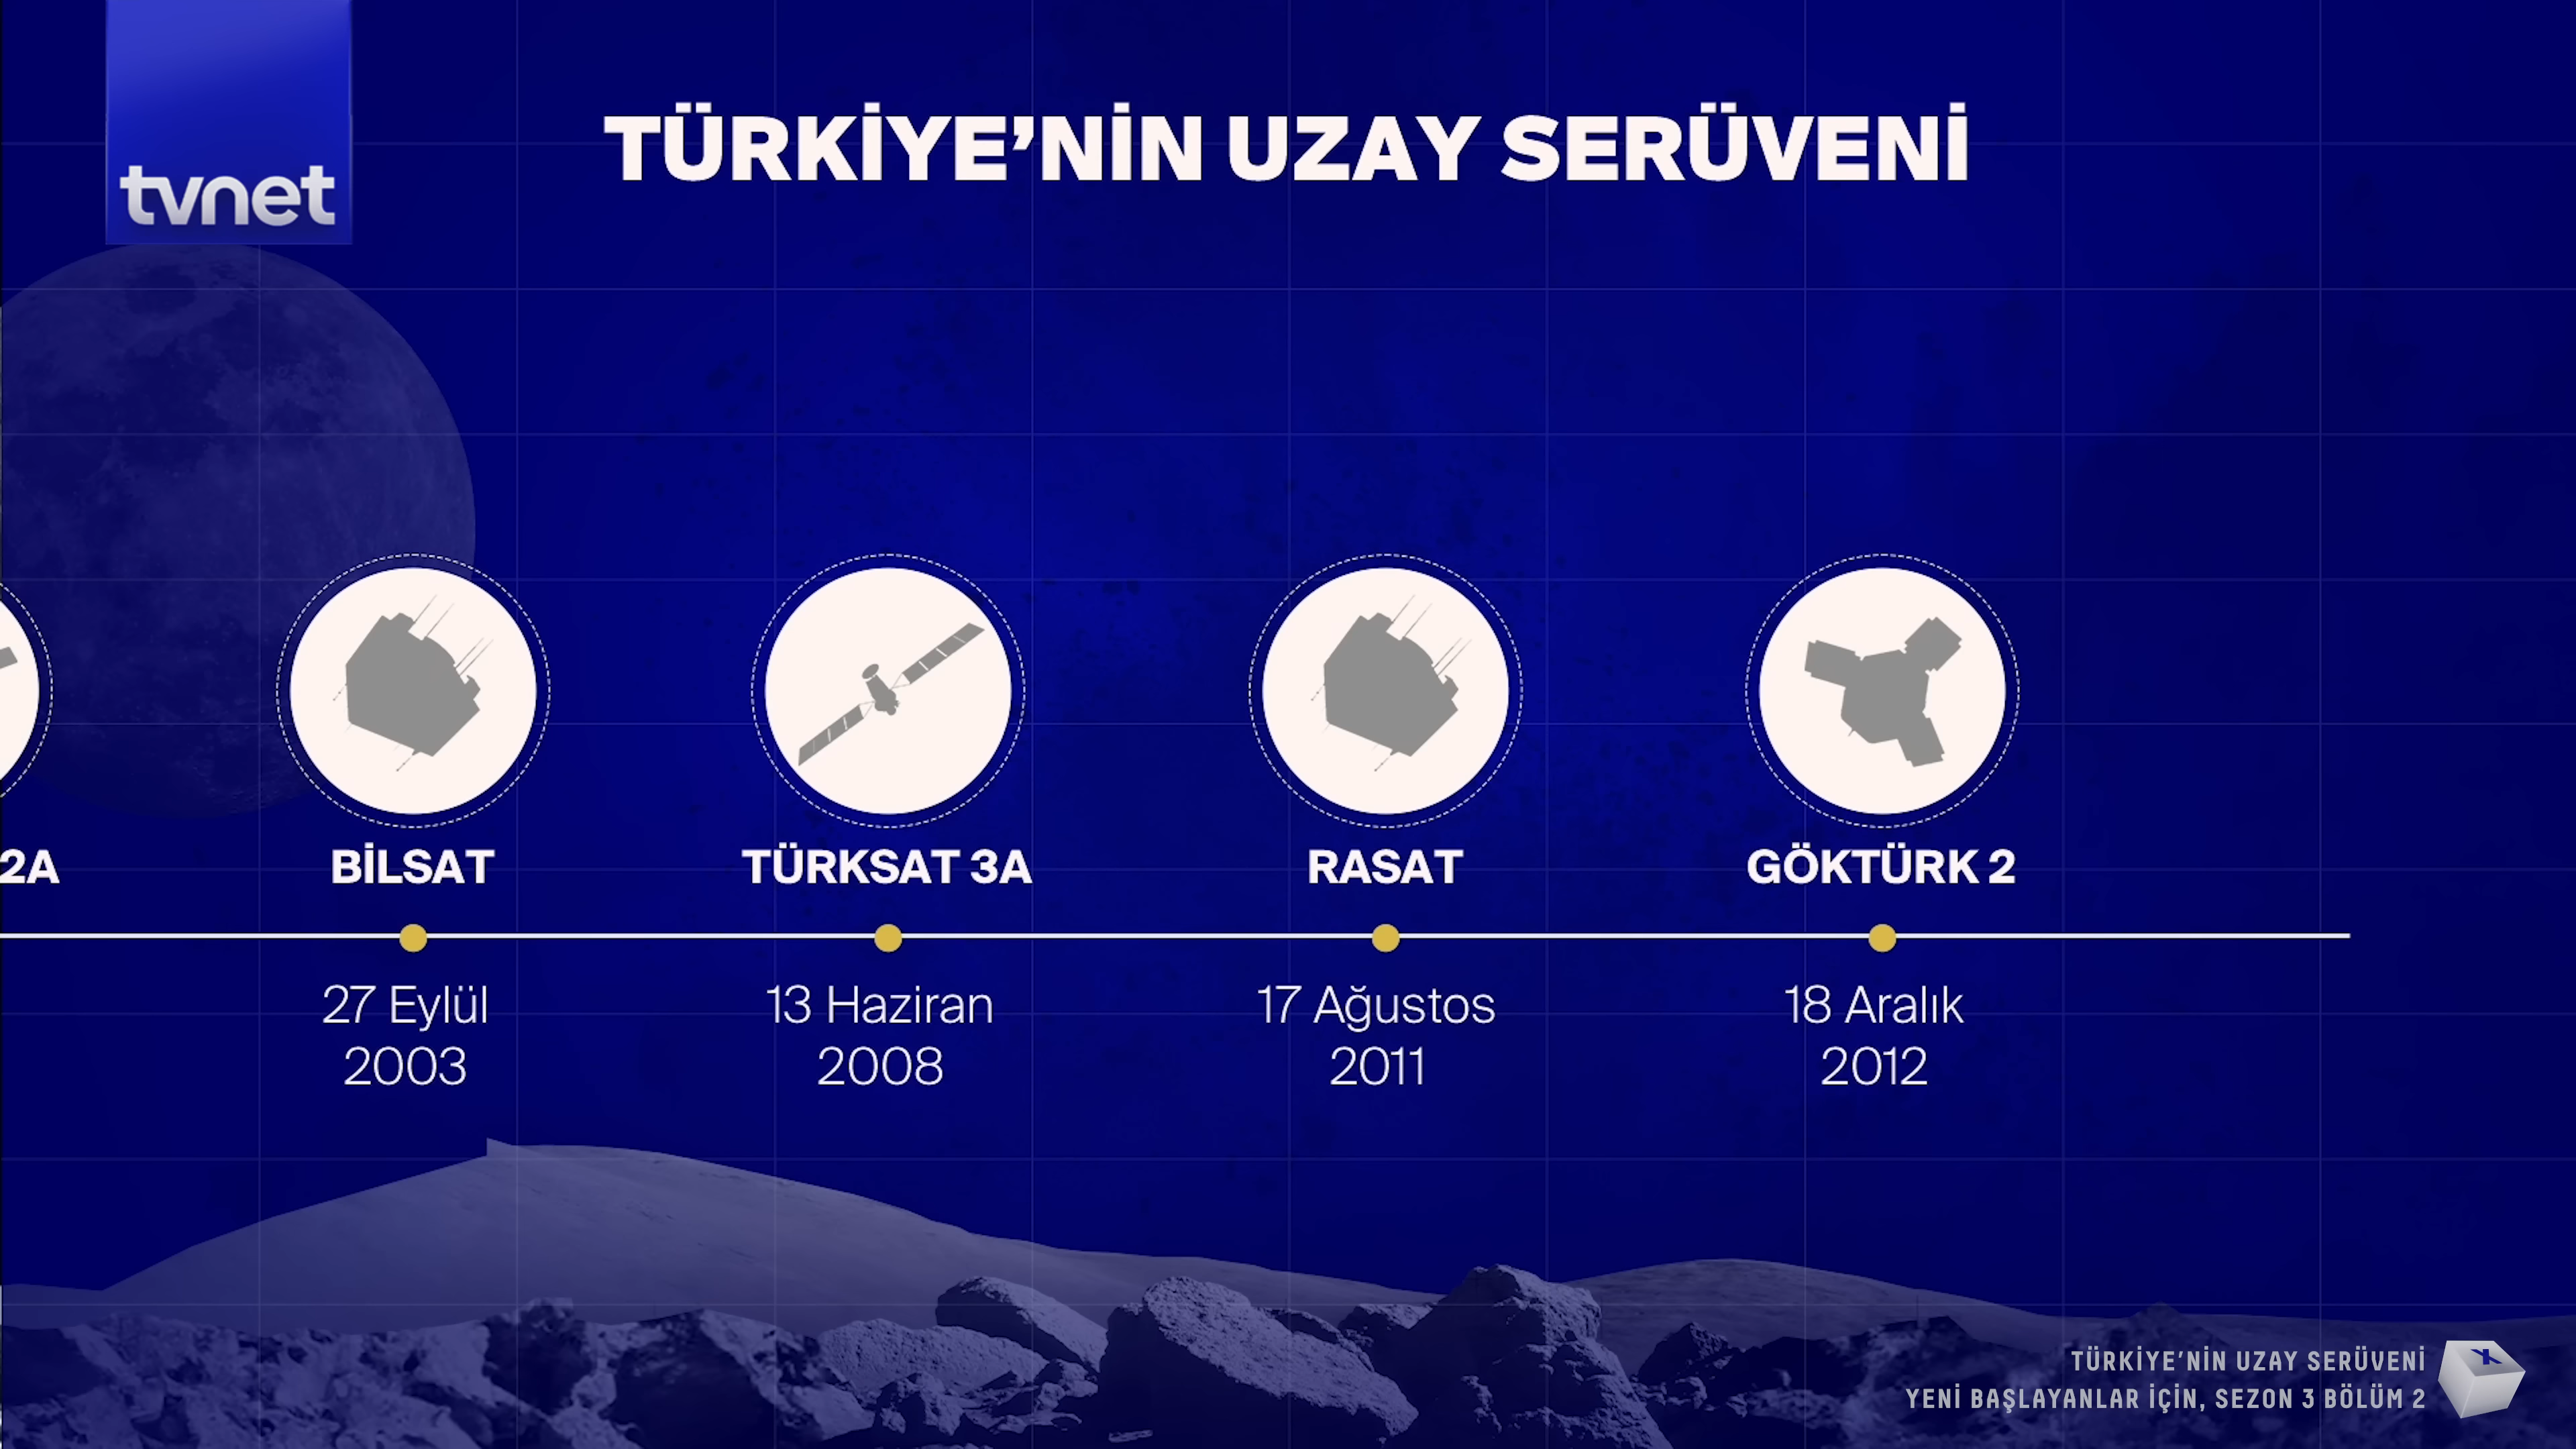 tvnet
TÜRKİYE’NİN UZAY SERÜVENİ
2A
BİLSAT
TÜRKSAT 3A
RASAT
GÖKTÜRK 2
27 Eylül
2003
13 Haziran
2008
17 Ağustos
2011
18 Aralık
2012
TÜRKİYE’NİN UZAY SERÜVENİ
YENİ BAŞLAYANLAR İÇİN, SEZON 3 BÖLÜM 2